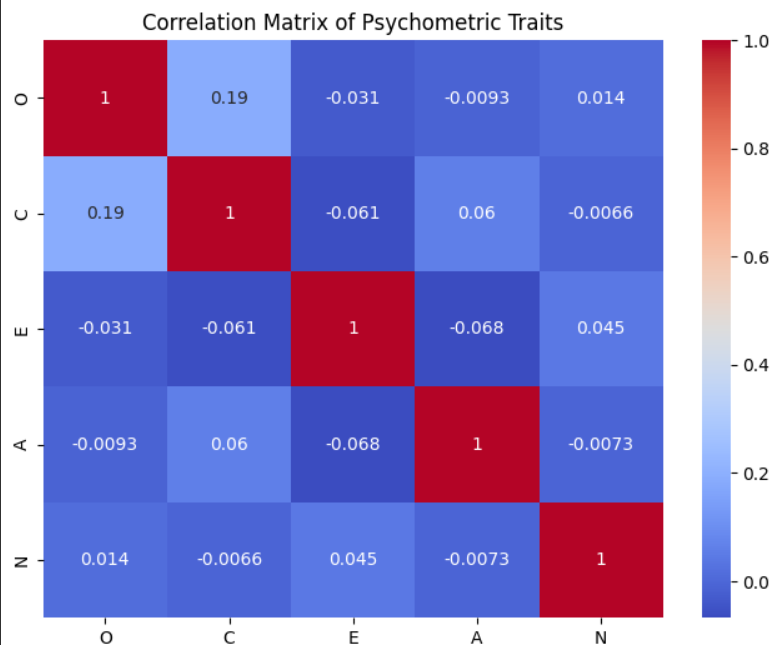 Correlation Matrix of Psychometric Traits
O 1 0.19 -0.031 -0.0093 0.014
C 0.19 1 -0.061 0.06 -0.0066
E -0.031 -0.061 1 -0.068 0.045
A -0.0093 0.06 -0.068 1 -0.0073
N 0.014 -0.0066 0.045 -0.0073 1
O C E A N
1.0
0.8
0.6
0.4
0.2
0.0